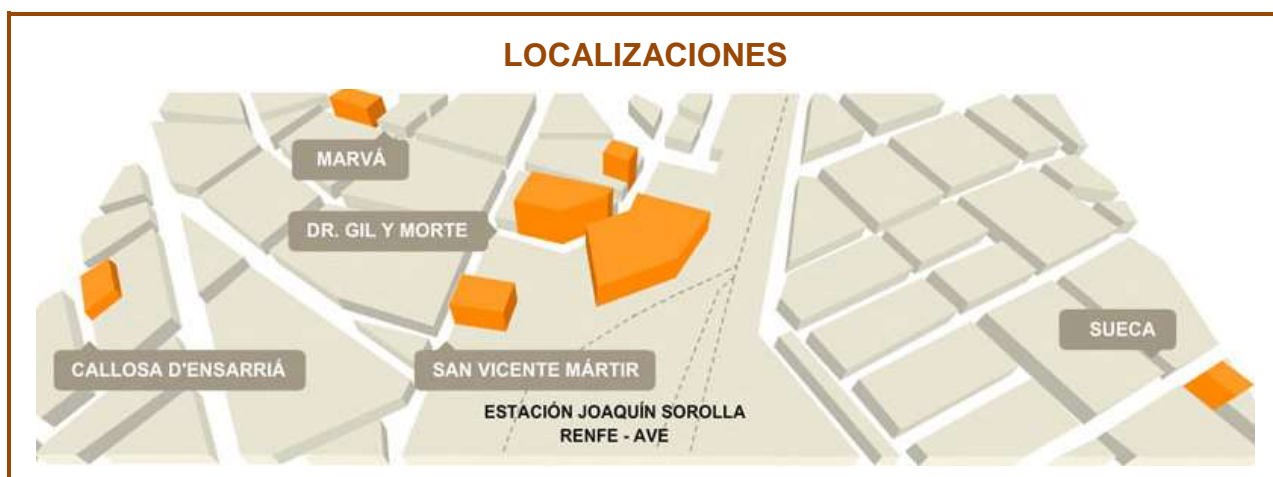 LOCALIZACIONES
MARVÁ
DR. GIL Y MORTE
SUECA
CALLOSA D'ENSARRIÁ
SAN VICENTE MÁRTIR
ESTACIÓN JOAQUÍN SOROLLA
RENFE - AVE